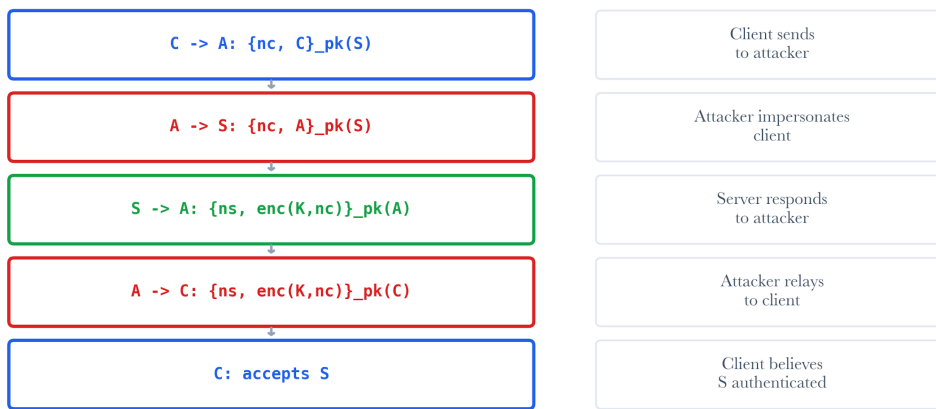 C -> A: {nc, C}_pk(S)
Client sends
to attacker
A -> S: {nc, A}_pk(S)
Attacker impersonates
client
S -> A: {ns, enc(K,nc)}_pk(A)
Server responds
to attacker
A -> C: {ns, enc(K,nc)}_pk(C)
Attacker relays
to client
C: accepts S
Client believes
S authenticated